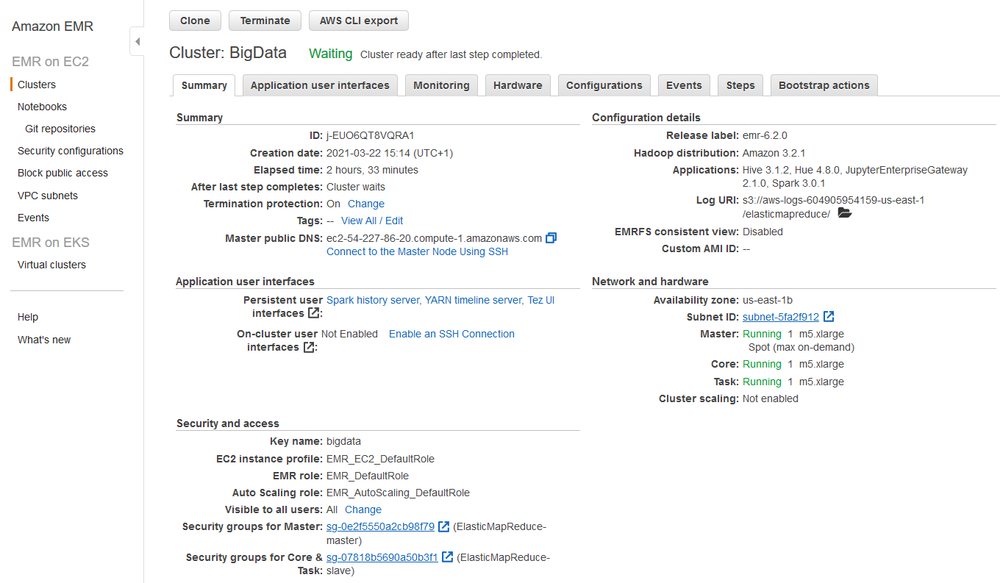 Amazon EMR
EMR on EC2
Clusters
Notebooks
Git repositories
Security configurations
Block public access
VPC subnets
Events
EMR on EKS
Virtual clusters
Help
What's new
Clone Terminate AWS CLI export
Cluster: BigData Waiting Cluster ready after last step completed.
Summary Application user interfaces Monitoring Hardware Configurations Events Steps Bootstrap actions
Summary
ID: j-EUO6QT8VQRA1
Creation date: 2021-03-22 15:14 (UTC+1)
Elapsed time: 2 hours, 33 minutes
After last step completes: Cluster waits
Termination protection: On Change
Tags: -- View All / Edit
Master public DNS: ec2-54-227-86-20.compute-1.amazonaws.com
Connect to the Master Node Using SSH
Configuration details
Release label: emr-6.2.0
Hadoop distribution: Amazon 3.2.1
Applications: Hive 3.1.2, Hue 4.8.0, JupyterEnterpriseGateway
2.1.0, Spark 3.0.1
Log URI: s3://aws-logs-604905954159-us-east-1
/elasticmapreduce/
EMRFS consistent view: Disabled
Custom AMI ID: --
Application user interfaces
Persistent user Spark history server, YARN timeline server, Tez UI
interfaces :
On-cluster user Not Enabled Enable an SSH Connection
interfaces :
Network and hardware
Availability zone: us-east-1b
Subnet ID: subnet-5fa2f912
Master: Running 1 m5.xlarge
Spot (max on-demand)
Core: Running 1 m5.xlarge
Task: Running 1 m5.xlarge
Cluster scaling: Not enabled
Security and access
Key name: bigdata
EC2 instance profile: EMR_EC2_DefaultRole
EMR role: EMR_DefaultRole
Auto Scaling role: EMR_AutoScaling_DefaultRole
Visible to all users: All Change
Security groups for Master: sg-0e2f5550a2cb98f79 (ElasticMapReduce-
master)
Security groups for Core & sg-07818b5690a50b3f1 (ElasticMapReduce-
Task: slave)